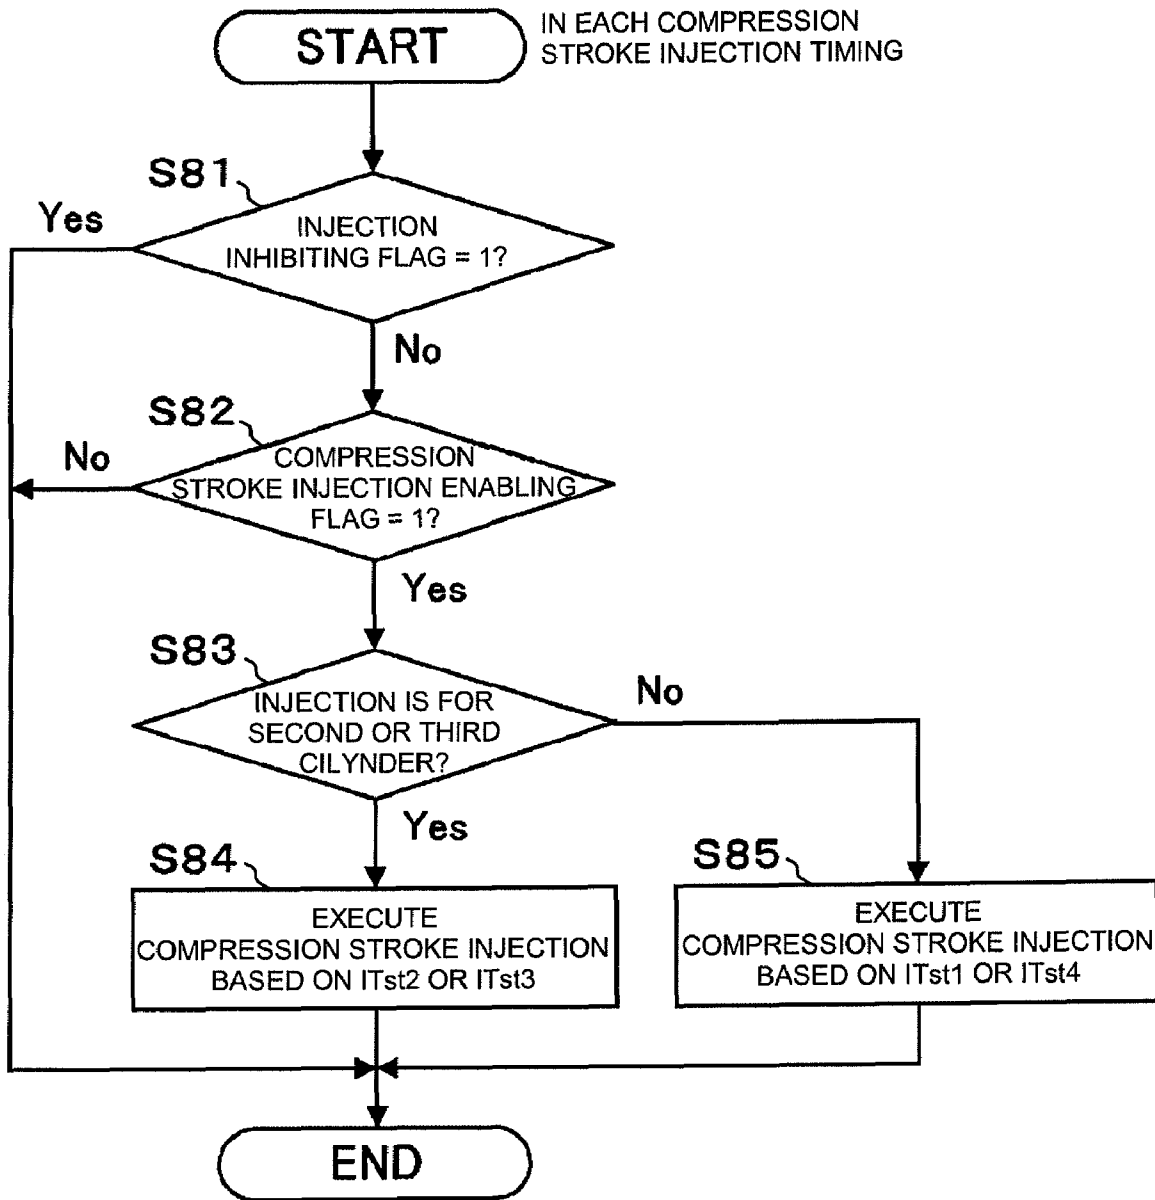 START
IN EACH COMPRESSION
STROKE INJECTION TIMING
S81
Yes
INJECTION
INHIBITING FLAG = 1?
No
S82
No
COMPRESSION
STROKE INJECTION ENABLING
FLAG = 1?
Yes
S83
No
INJECTION IS FOR
SECOND OR THIRD
CILYNDER?
Yes
S84
EXECUTE
COMPRESSION STROKE INJECTION
BASED ON ITst2 OR ITst3
S85
EXECUTE
COMPRESSION STROKE INJECTION
BASED ON ITst1 OR ITst4
END